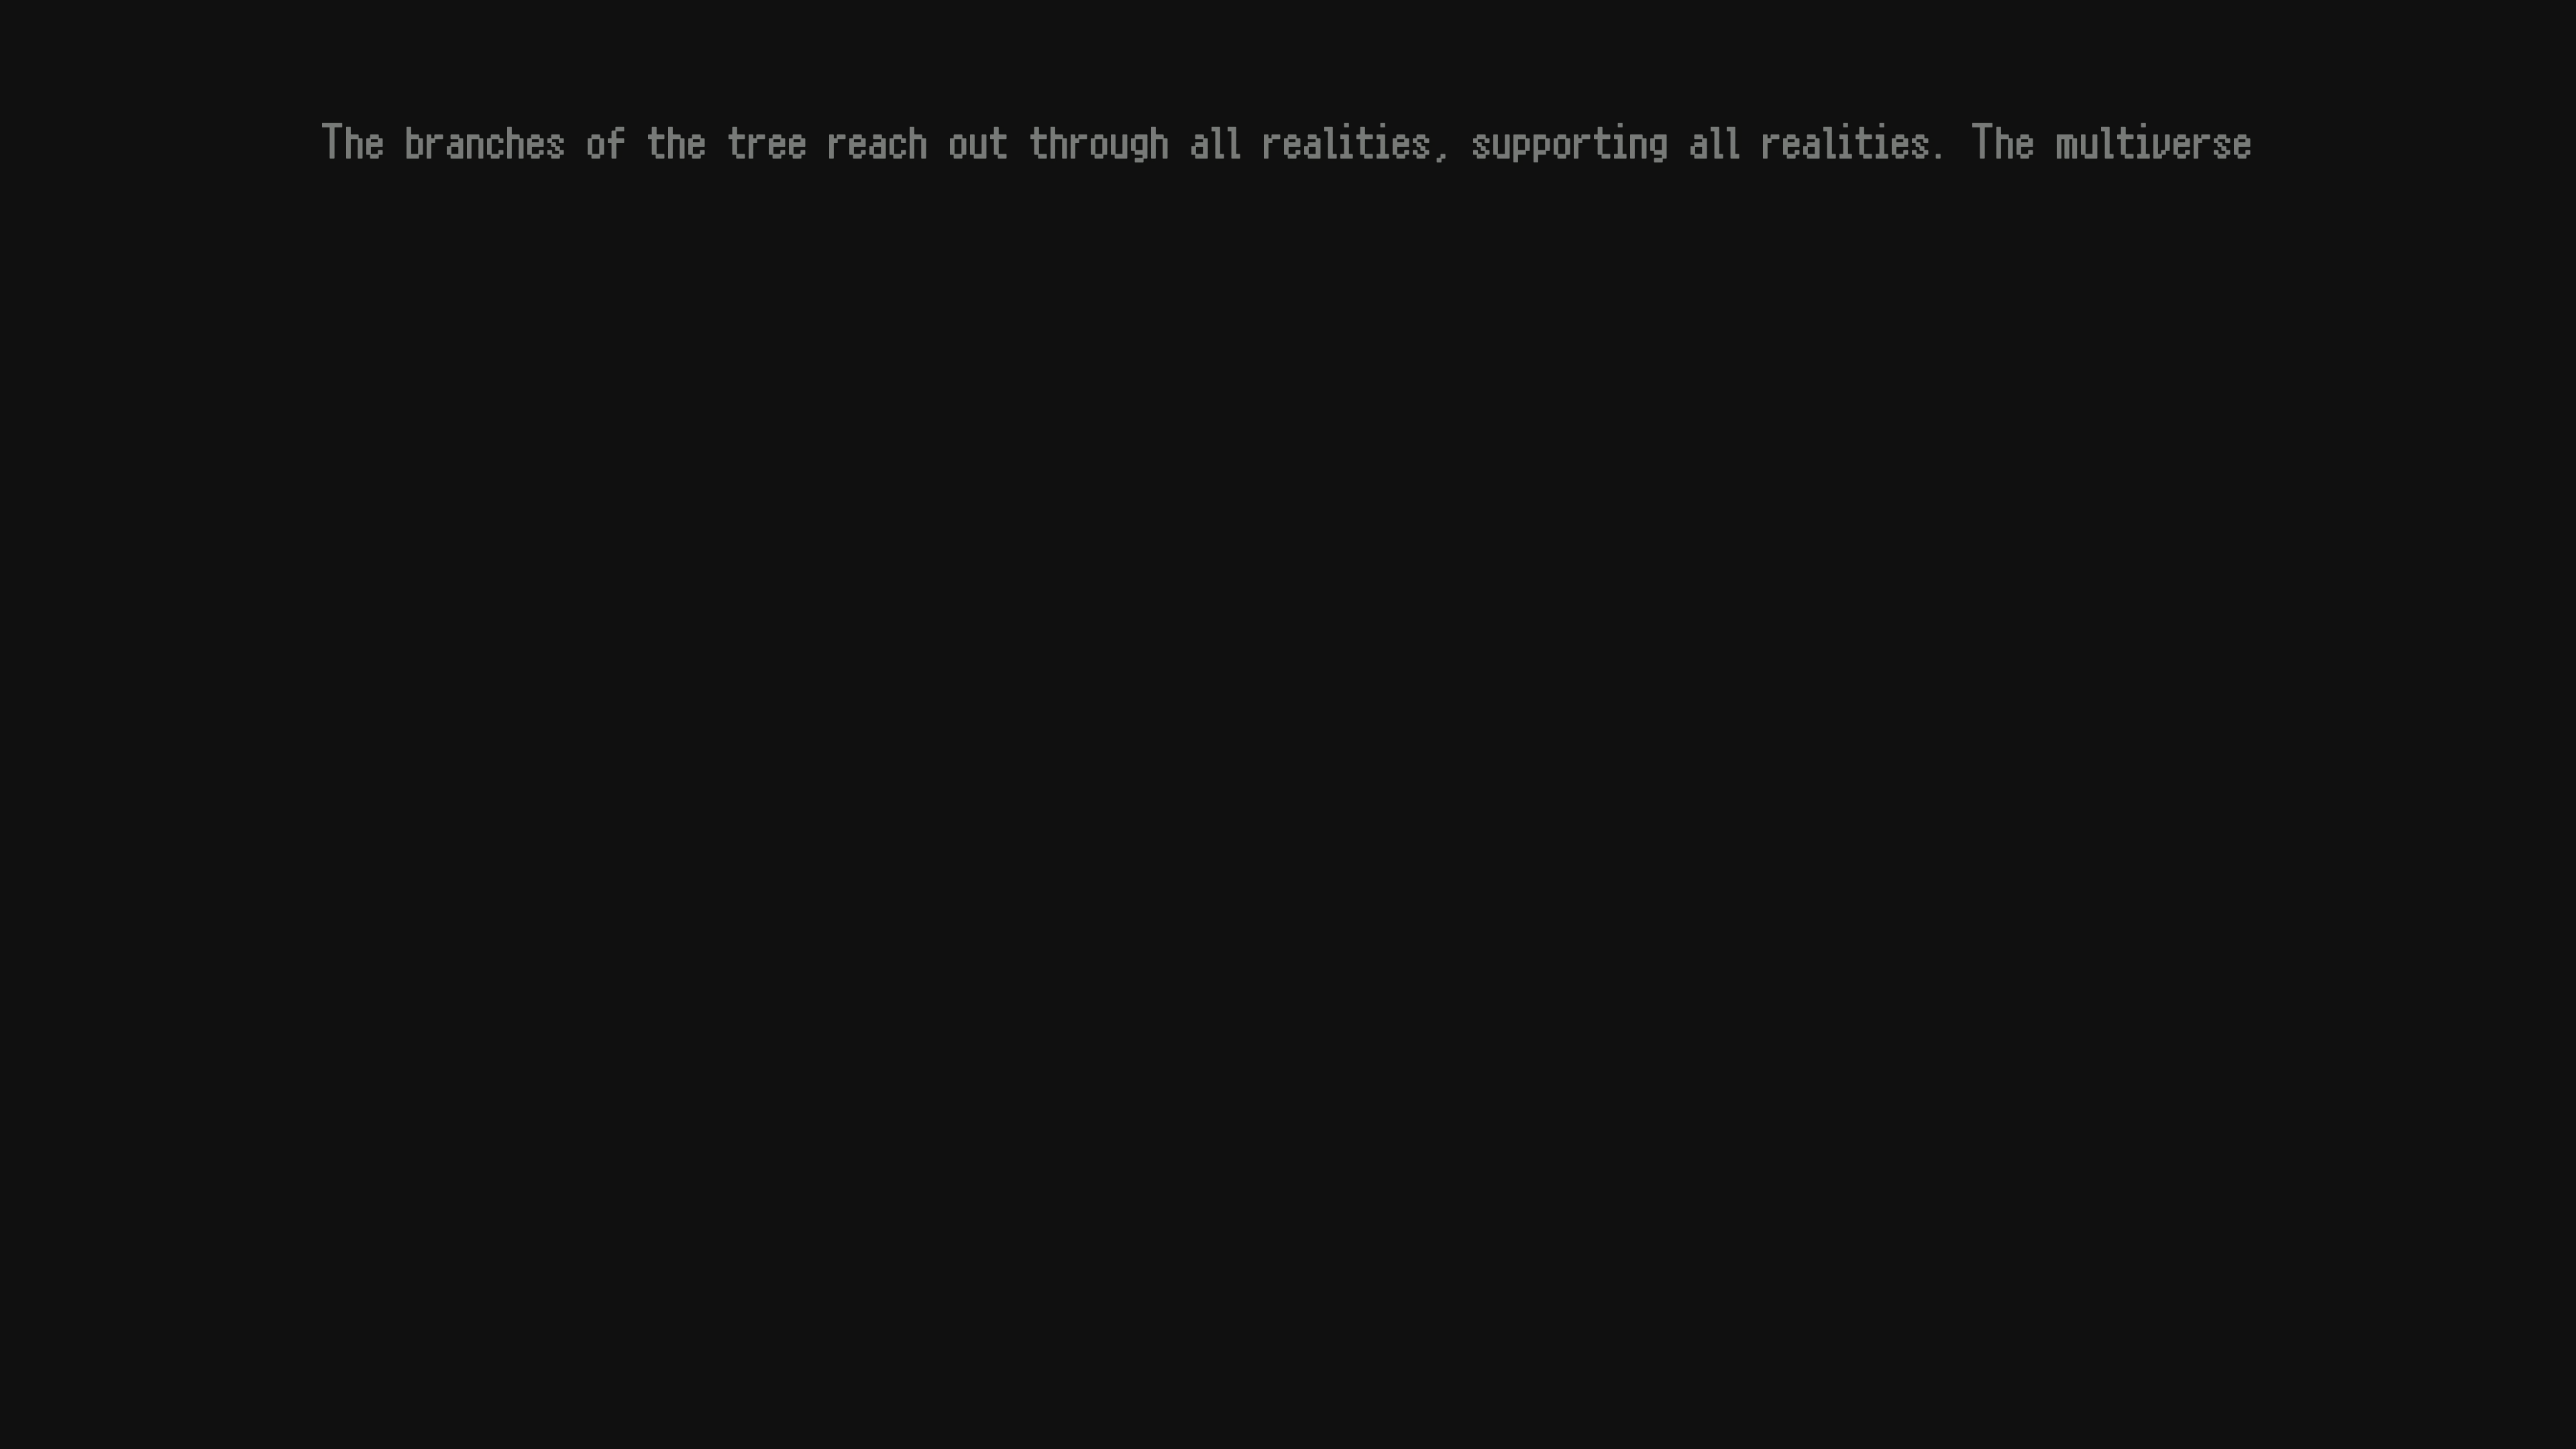 The branches of the tree reach out through all realities, supporting all realities. The multiverse